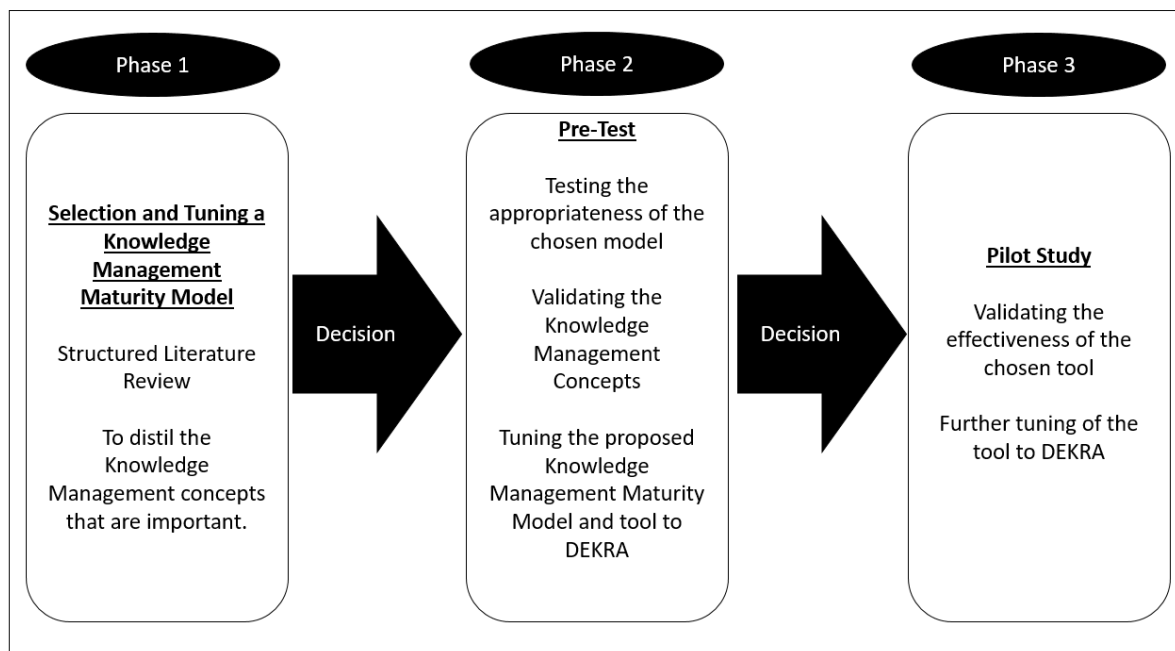 Phase 1
Selection and Tuning a
Knowledge
Management
Maturity Model
Structured Literature
Review
To distil the
Knowledge
Management concepts
that are important.
Decision
Phase 2
Pre-Test
Testing the
appropriateness of the
chosen model
Validating the
Knowledge
Management
Concepts
Tuning the proposed
Knowledge
Management Maturity
Model and tool to
DEKRA
Decision
Phase 3
Pilot Study
Validating the
effectiveness of the
chosen tool
Further tuning of the
tool to DEKRA